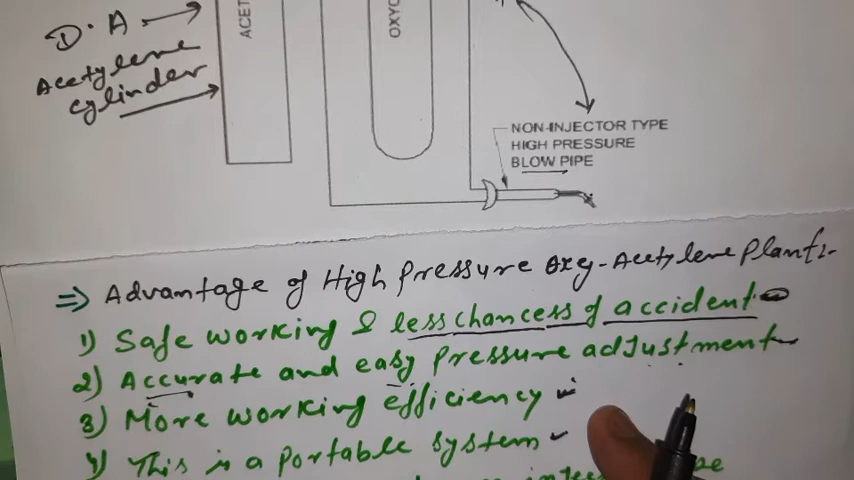 D.A
Acetylene
cylinder
ACET
OXYG
NON-INJECTOR TYPE
HIGH PRESSURE
BLOW PIPE
⇒ Advantage of High Pressure Oxy-Acetylene Plant:-
1) Safe working & less chancess of accident.
2) Accurate and easy pressure adjustment
3) More working efficiency
4) This is a portable system